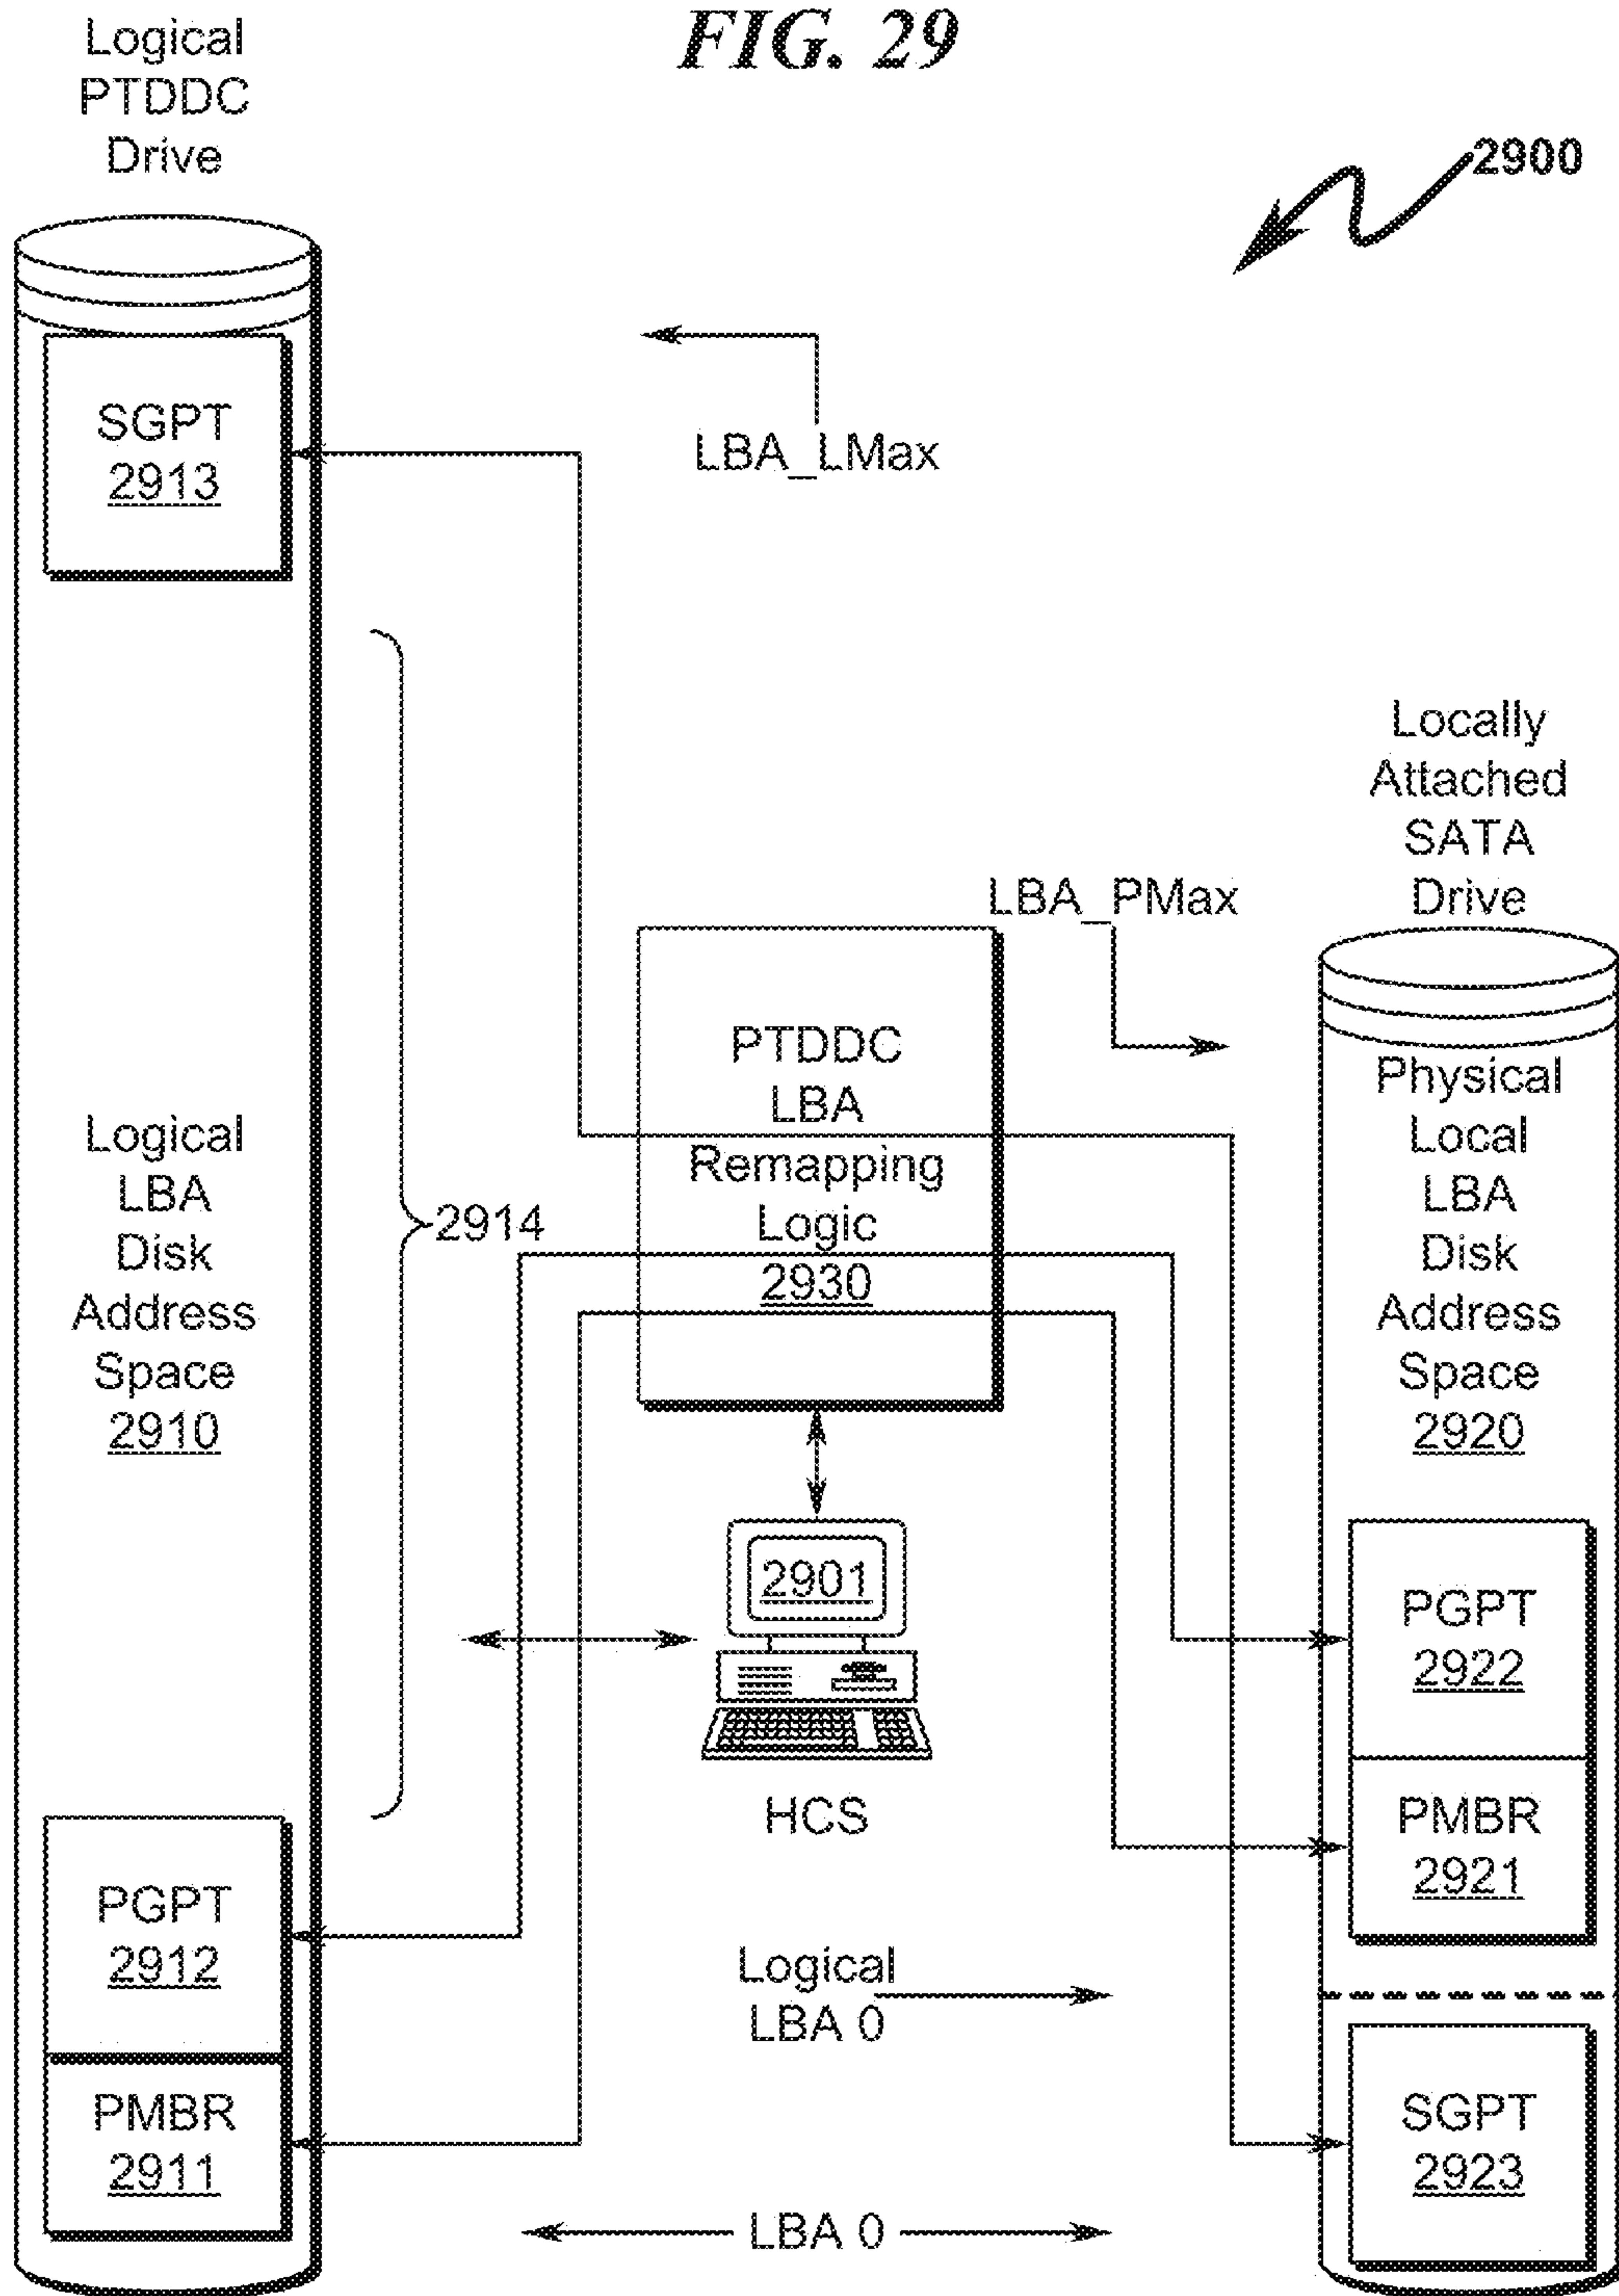 FIG. 29
Logical
PTDDC
Drive
2900
SGPT
2913
LBA_LMax
Locally
Attached
SATA
Drive
LBA_PMax
PTDDC
LBA
Remapping
Logic
2930
Physical
Local
LBA
Disk
Address
Space
2920
Logical
LBA
Disk
Address
Space
2910
2914
2901
HCS
PGPT
2922
PMBR
2921
PGPT
2912
PMBR
2911
Logical
LBA 0
SGPT
2923
LBA 0